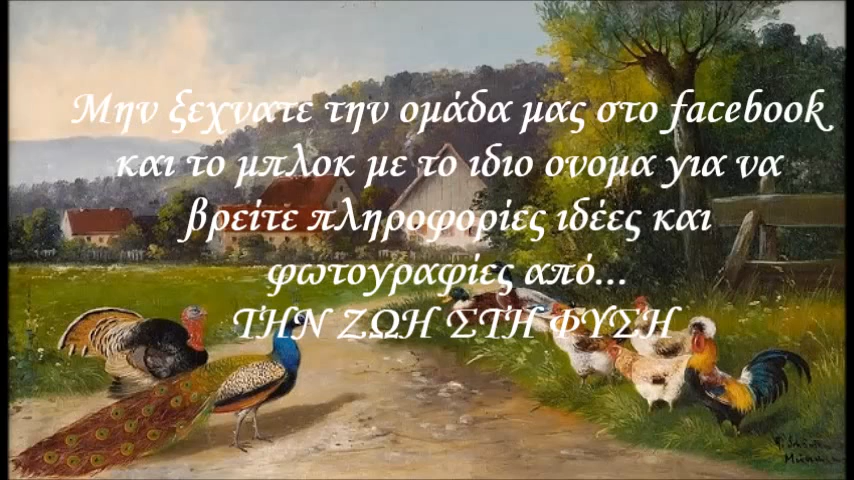 Μην ξεχνατε την ομάδα μας στο facebook
και το μπλοκ με το ιδιο ονομα για να
βρείτε πληροφορίες ιδέες και
φωτογραφίες από...
ΤΗΝ ΖΩΗ ΣΤΗ ΦΥΣΗ